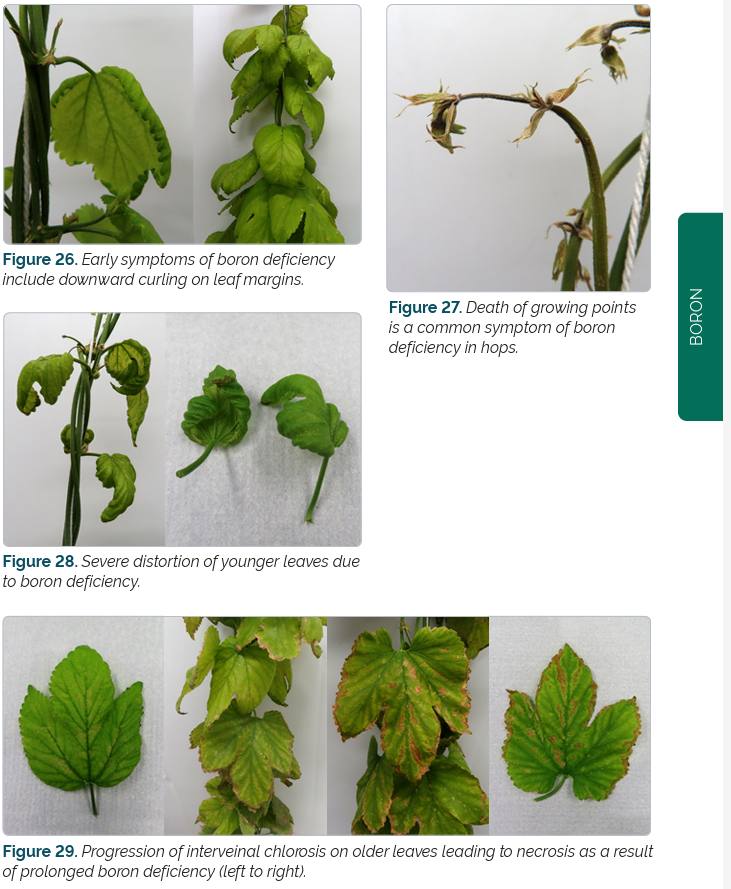 Figure 26. Early symptoms of boron deficiency
include downward curling on leaf margins.
Figure 27. Death of growing points
is a common symptom of boron
deficiency in hops.
BORON
Figure 28. Severe distortion of younger leaves due
to boron deficiency.
Figure 29. Progression of interveinal chlorosis on older leaves leading to necrosis as a result
of prolonged boron deficiency (left to right).